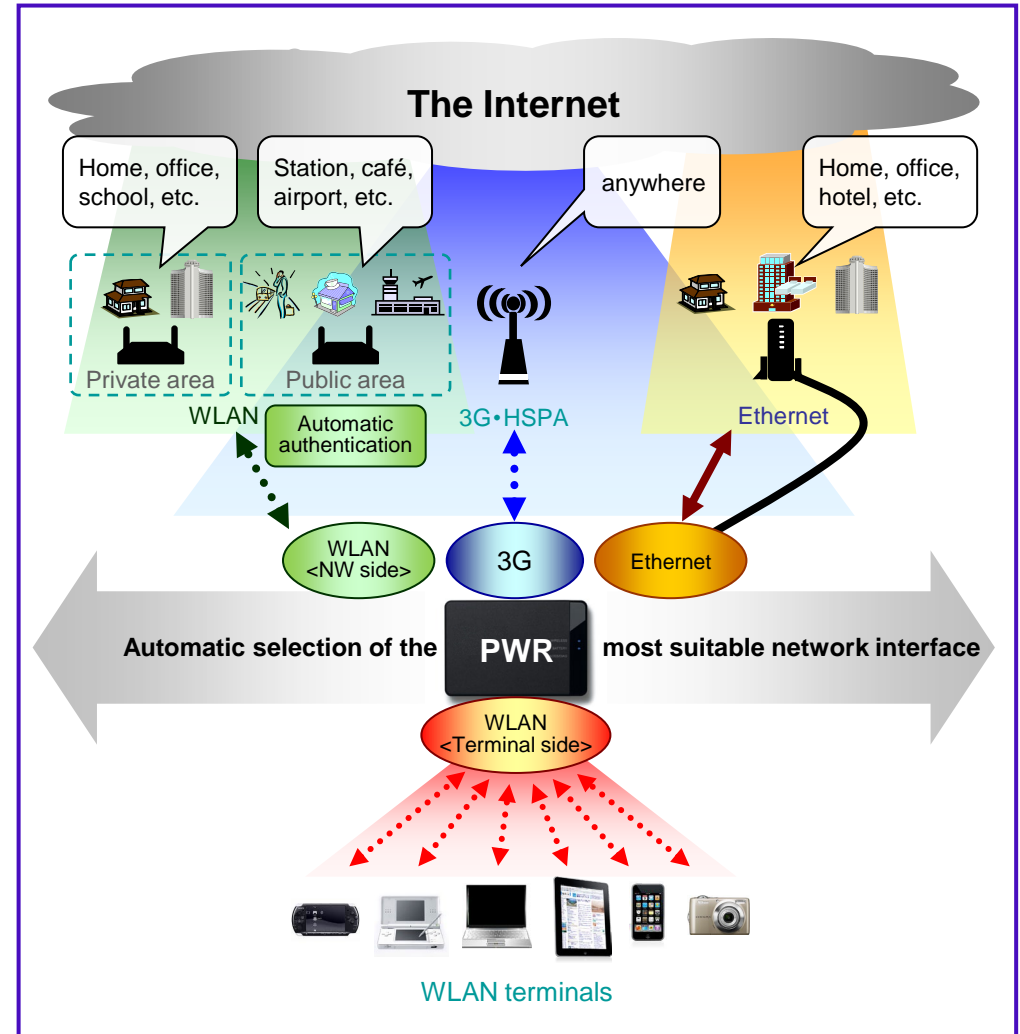 The Internet
Home, office,
school, etc.
Station, café,
airport, etc.
anywhere
Home, office,
hotel, etc.
Private area
Public area
WLAN
Automatic
authentication
3G・HSPA
Ethernet
WLAN
<NW side>
3G
Ethernet
Automatic selection of the
PWR
most suitable network interface
WLAN
<Terminal side>
WLAN terminals